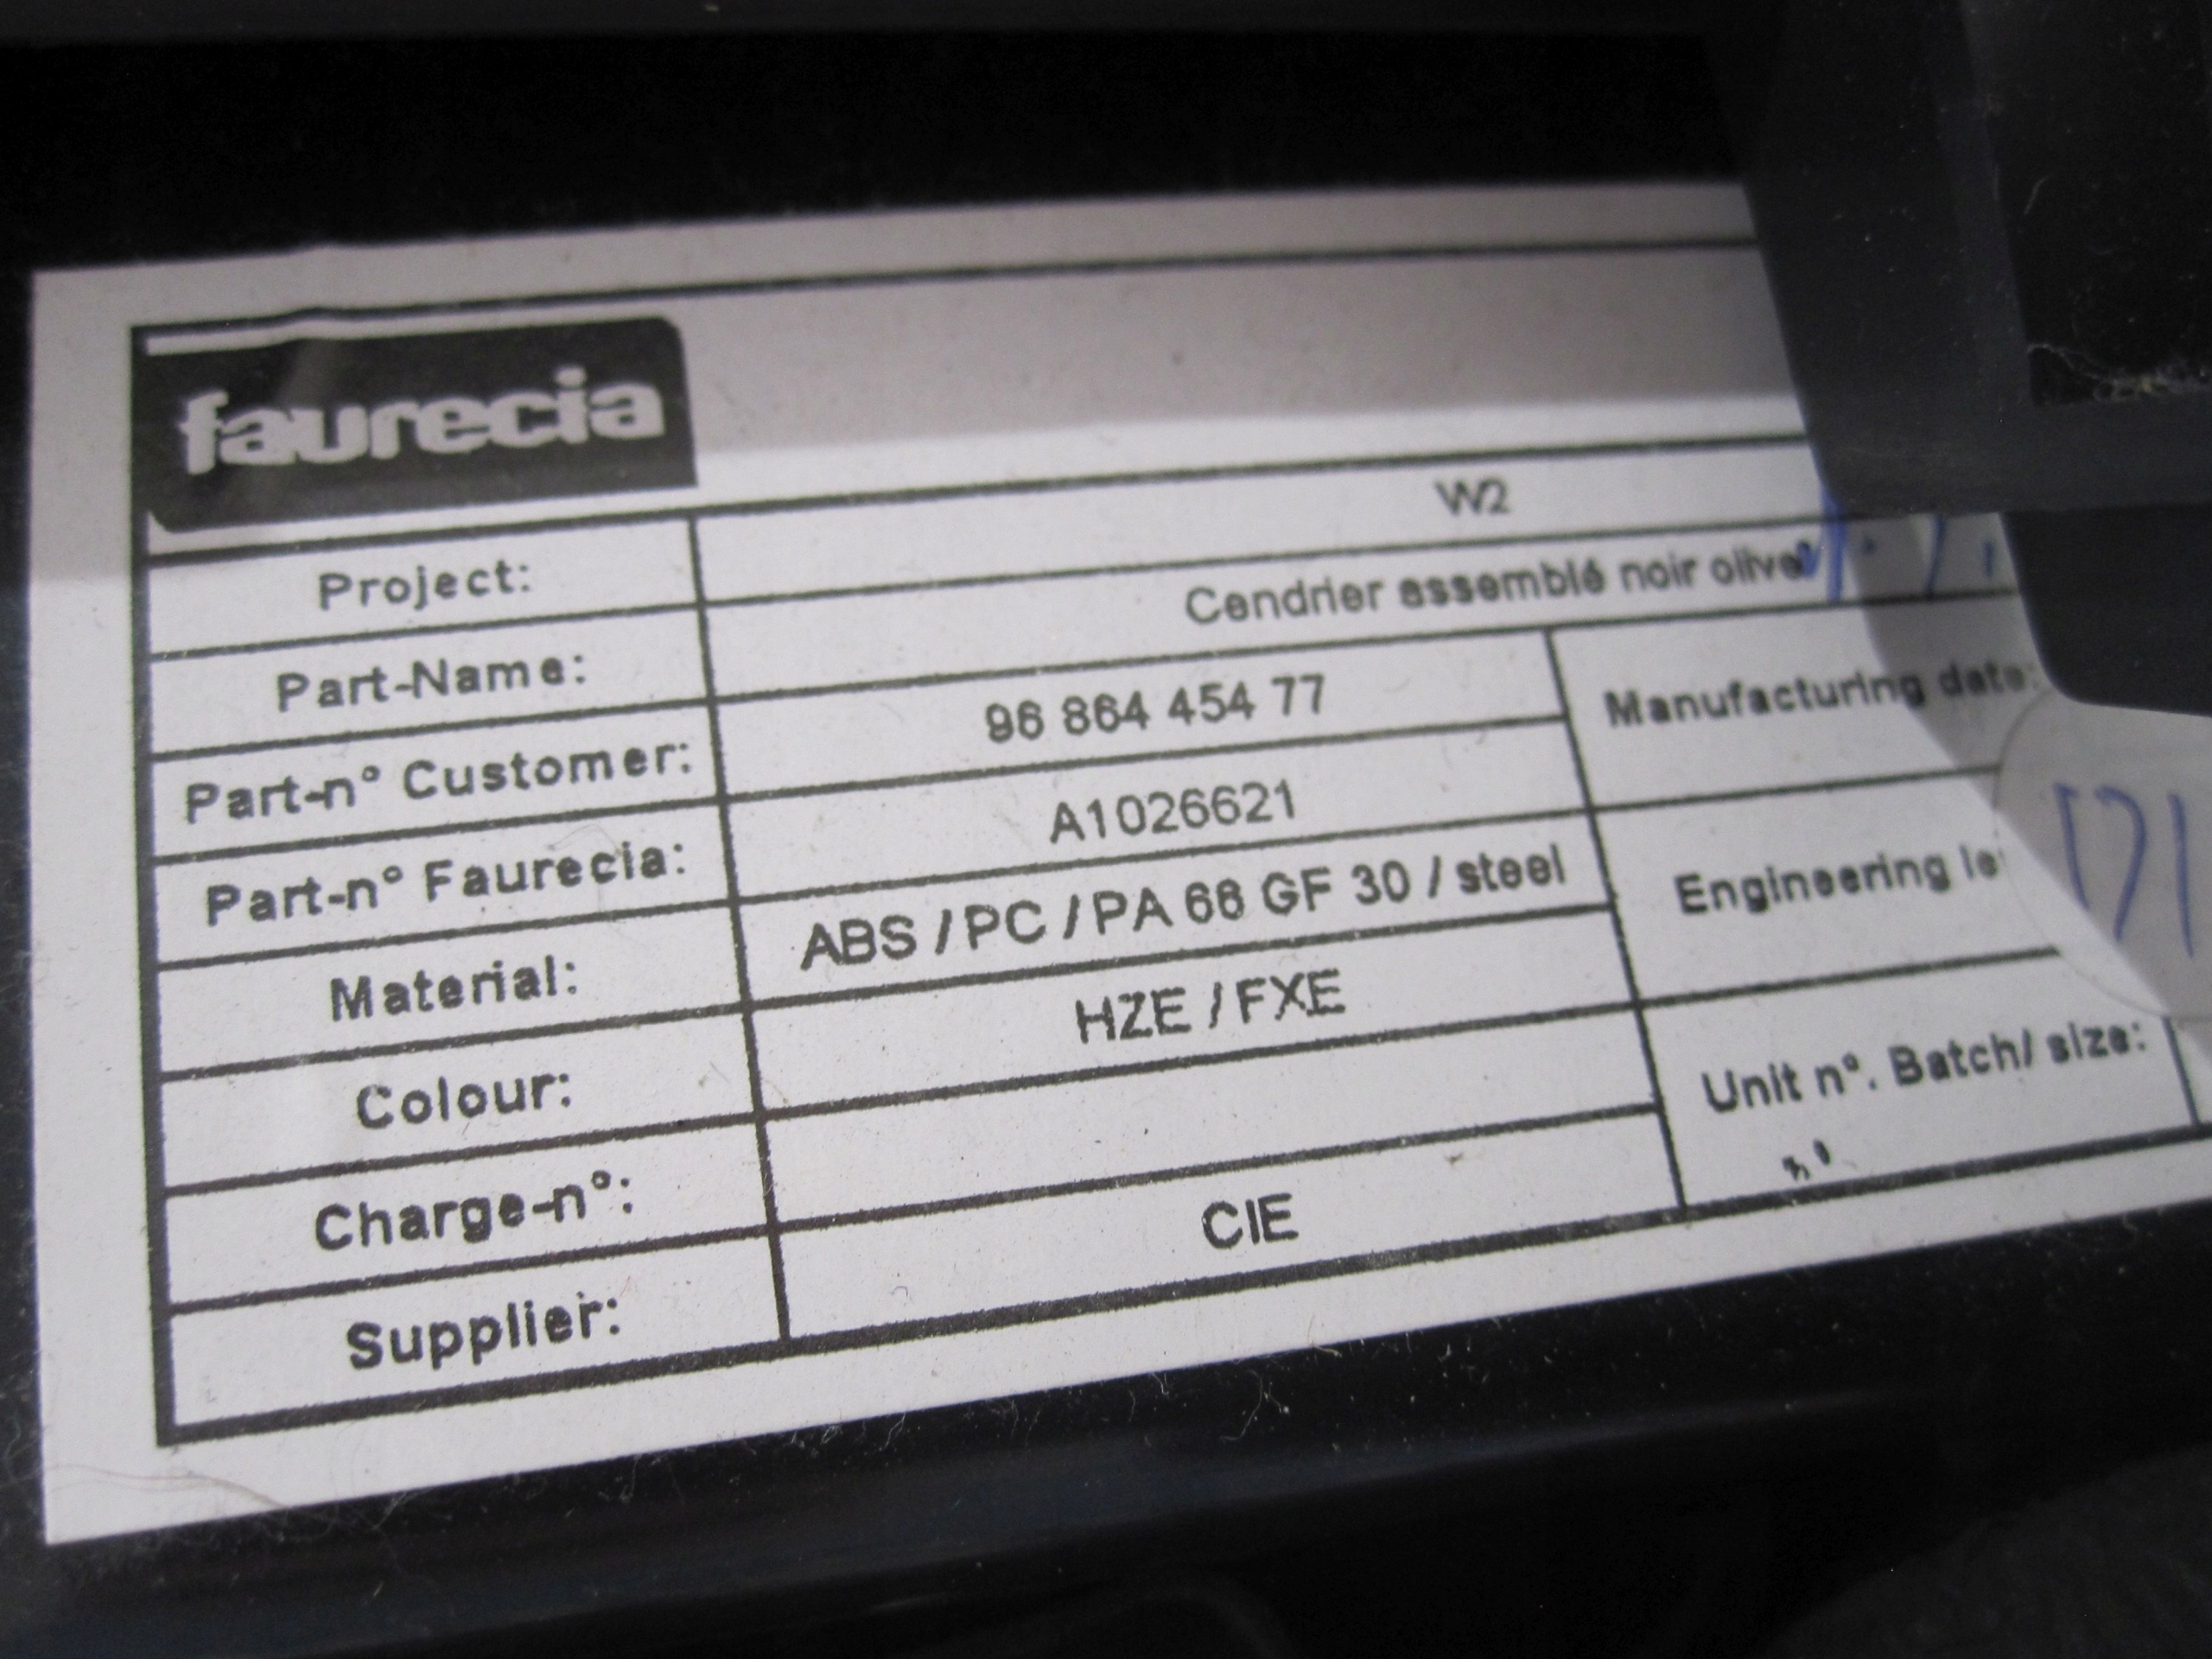 faurecia
Project: W2
Part-Name: Cendrier assemblé noir olive
Part-n° Customer: 96 864 454 77
Manufacturing date:
Part-n° Faurecia: A1026621
Material: ABS / PC / PA 66 GF 30 / steel
Engineering
Colour: HZE / FXE
Charge-n°:
Unit n°. Batch/ size:
Supplier: CIE